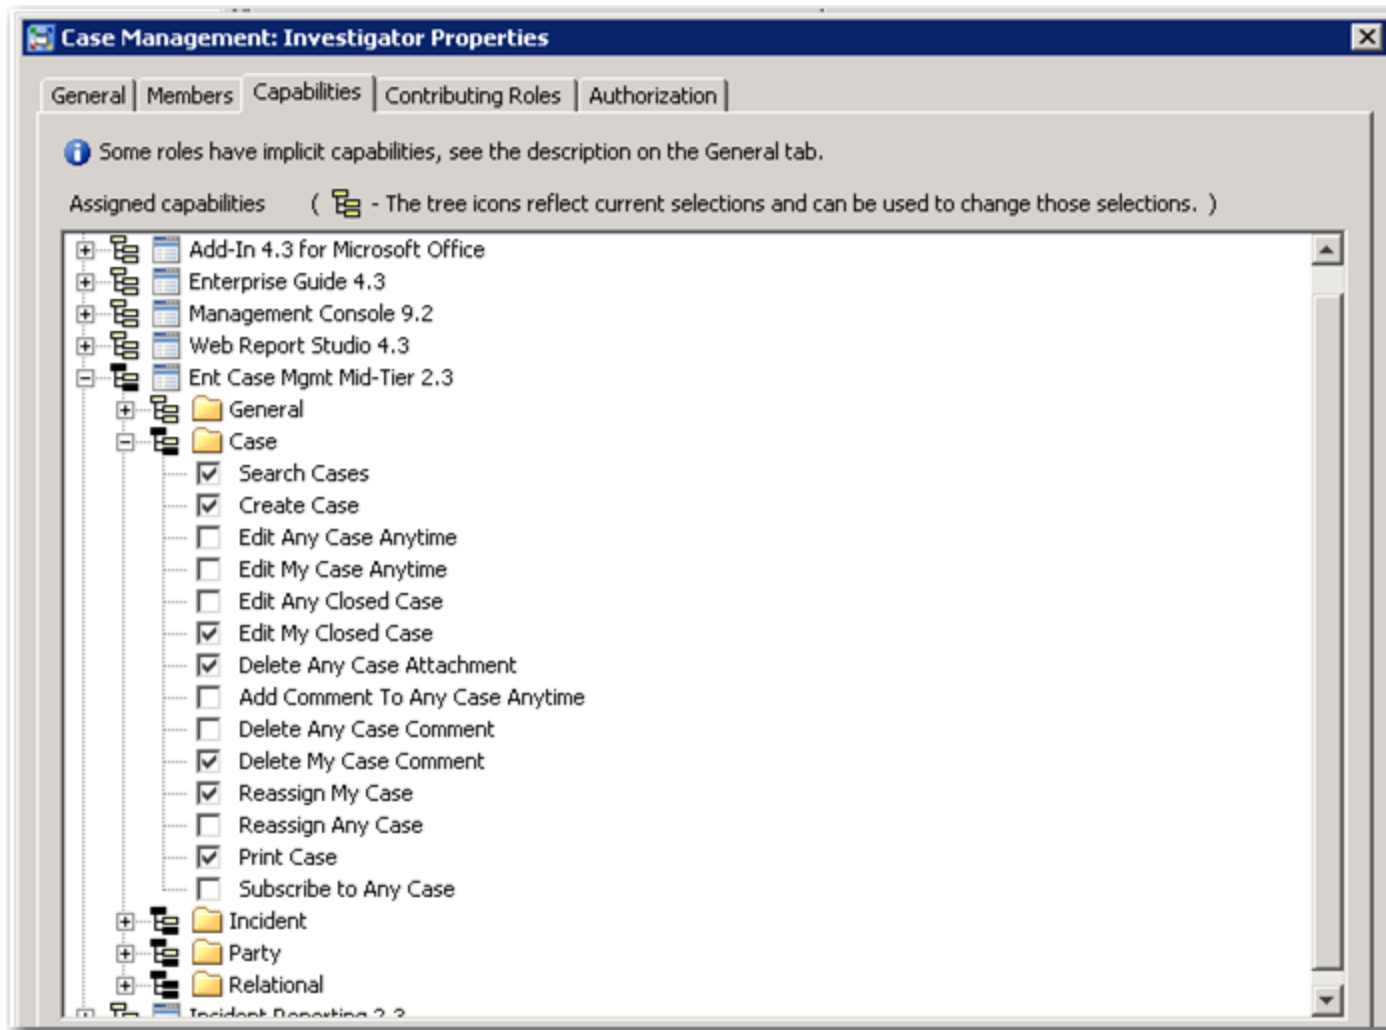 Case Management: Investigator Properties
General Members Capabilities Contributing Roles Authorization
Some roles have implicit capabilities, see the description on the General tab.
Assigned capabilities ( - The tree icons reflect current selections and can be used to change those selections. )
Add-In 4.3 for Microsoft Office
Enterprise Guide 4.3
Management Console 9.2
Web Report Studio 4.3
Ent Case Mgmt Mid-Tier 2.3
General
Case
Search Cases
Create Case
Edit Any Case Anytime
Edit My Case Anytime
Edit Any Closed Case
Edit My Closed Case
Delete Any Case Attachment
Add Comment To Any Case Anytime
Delete Any Case Comment
Delete My Case Comment
Reassign My Case
Reassign Any Case
Print Case
Subscribe to Any Case
Incident
Party
Relational
Incident Reporting 2.3